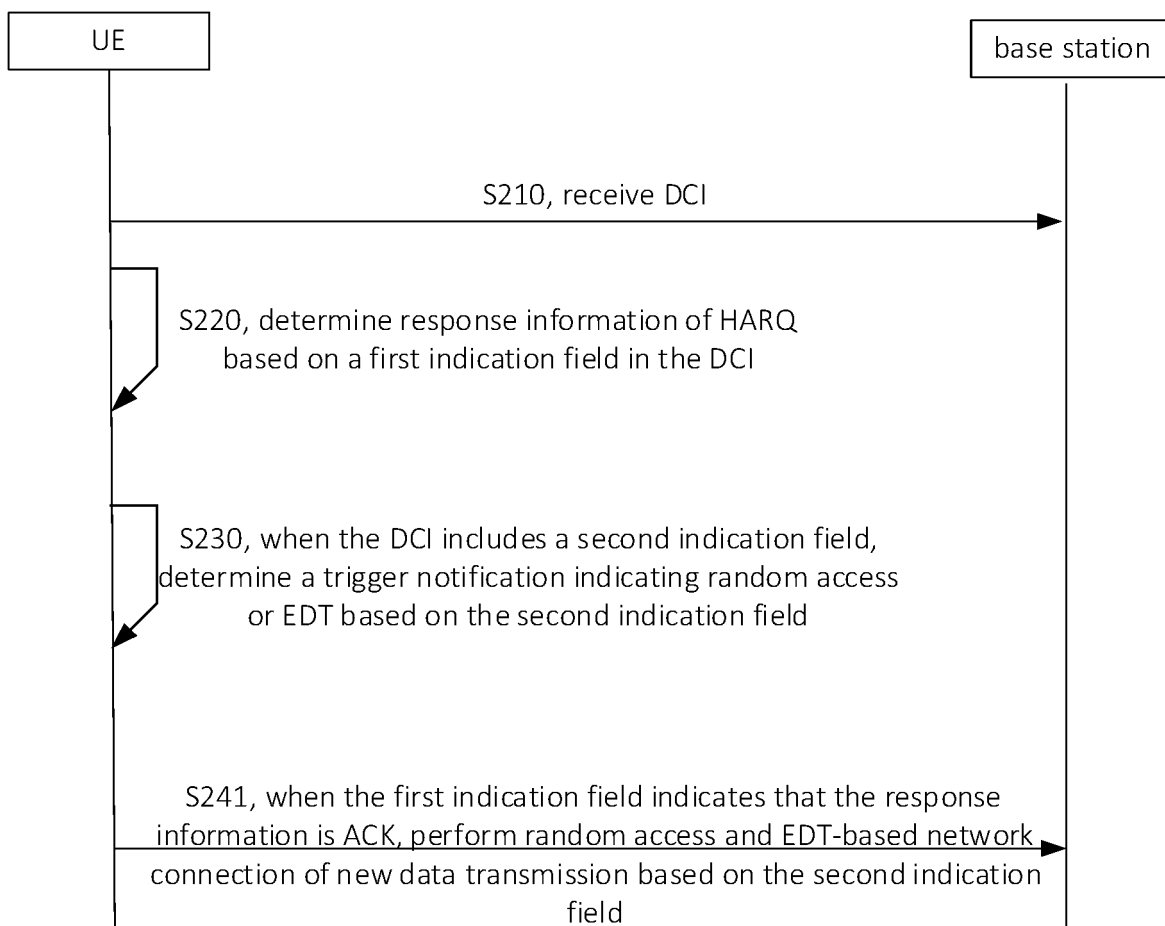 UE
base station
S210, receive DCI
S220, determine response information of HARQ
based on a first indication field in the DCI
S230, when the DCI includes a second indication field,
determine a trigger notification indicating random access
or EDT based on the second indication field
S241, when the first indication field indicates that the response
information is ACK, perform random access and EDT-based network
connection of new data transmission based on the second indication
field